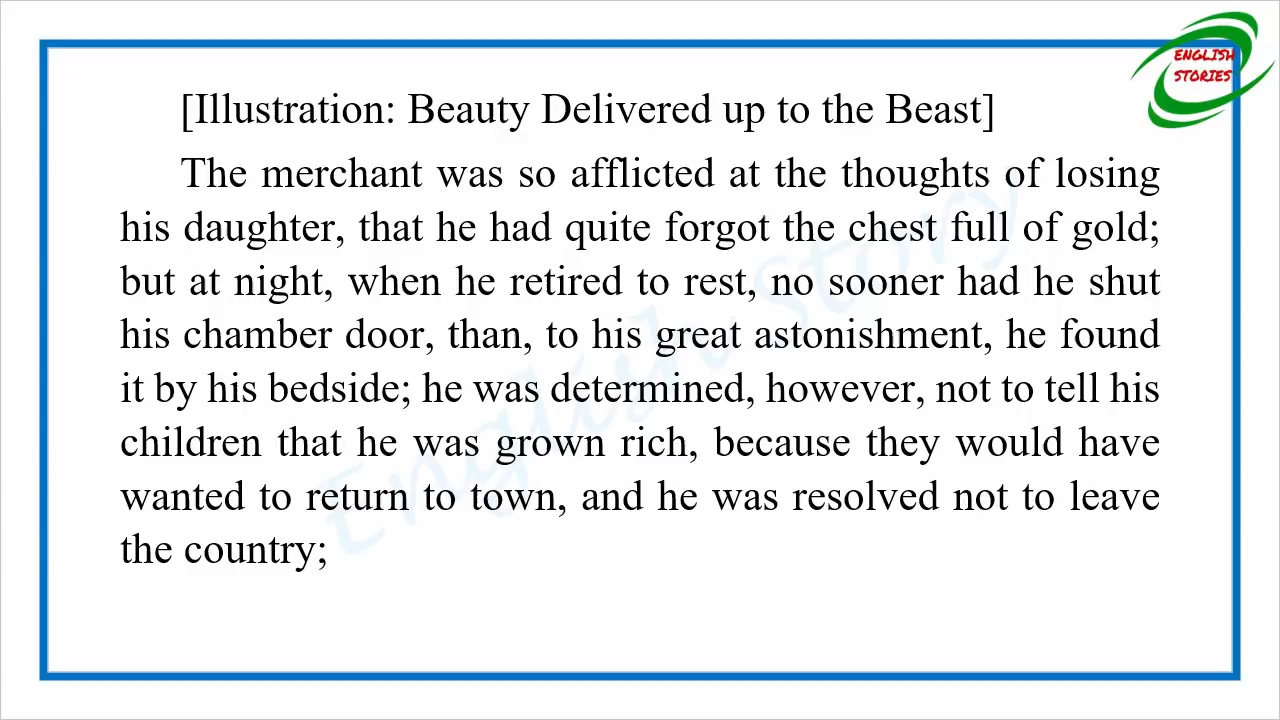 ENGLISH
STORIES
[Illustration: Beauty Delivered up to the Beast]
The merchant was so afflicted at the thoughts of losing
his daughter, that he had quite forgot the chest full of gold;
but at night, when he retired to rest, no sooner had he shut
his chamber door, than, to his great astonishment, he found
it by his bedside; he was determined, however, not to tell his
children that he was grown rich, because they would have
wanted to return to town, and he was resolved not to leave
the country;
English Story